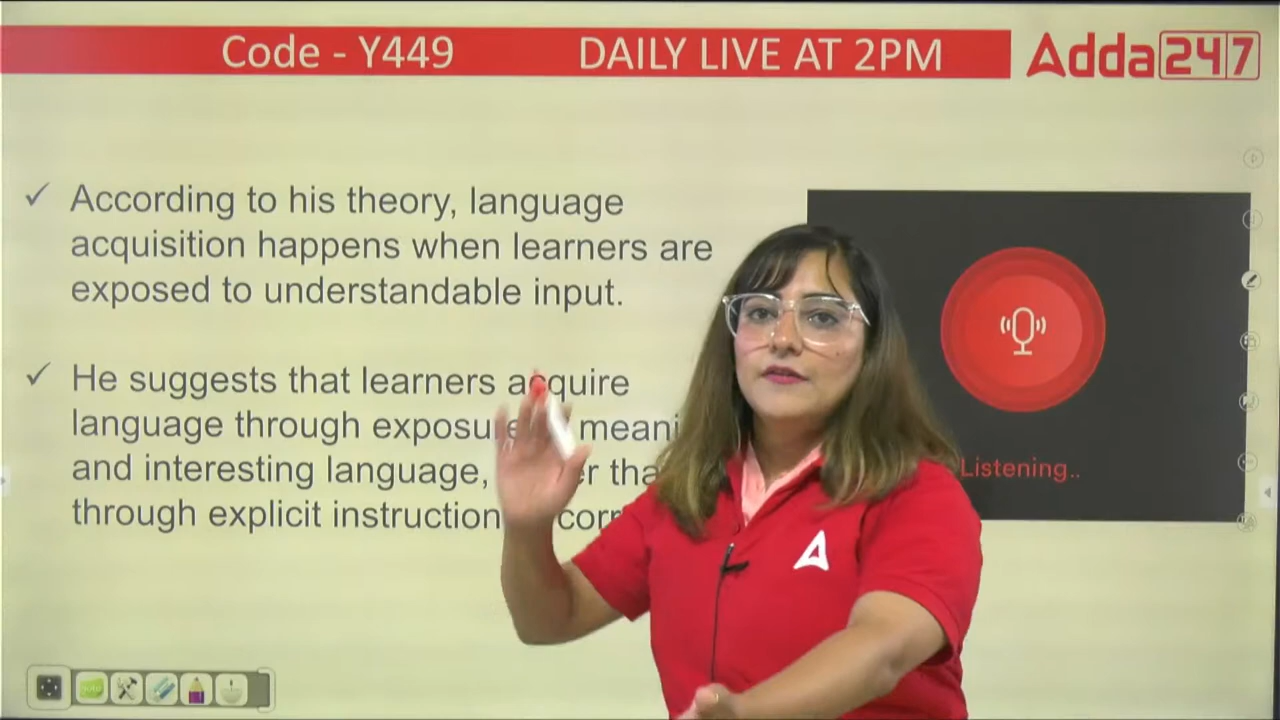 Code - Y449 DAILY LIVE AT 2PM Adda247
According to his theory, language
acquisition happens when learners are
exposed to understandable input.
He suggests that learners acquire
language through
and interesting language,
through explicit instruction
Listening..